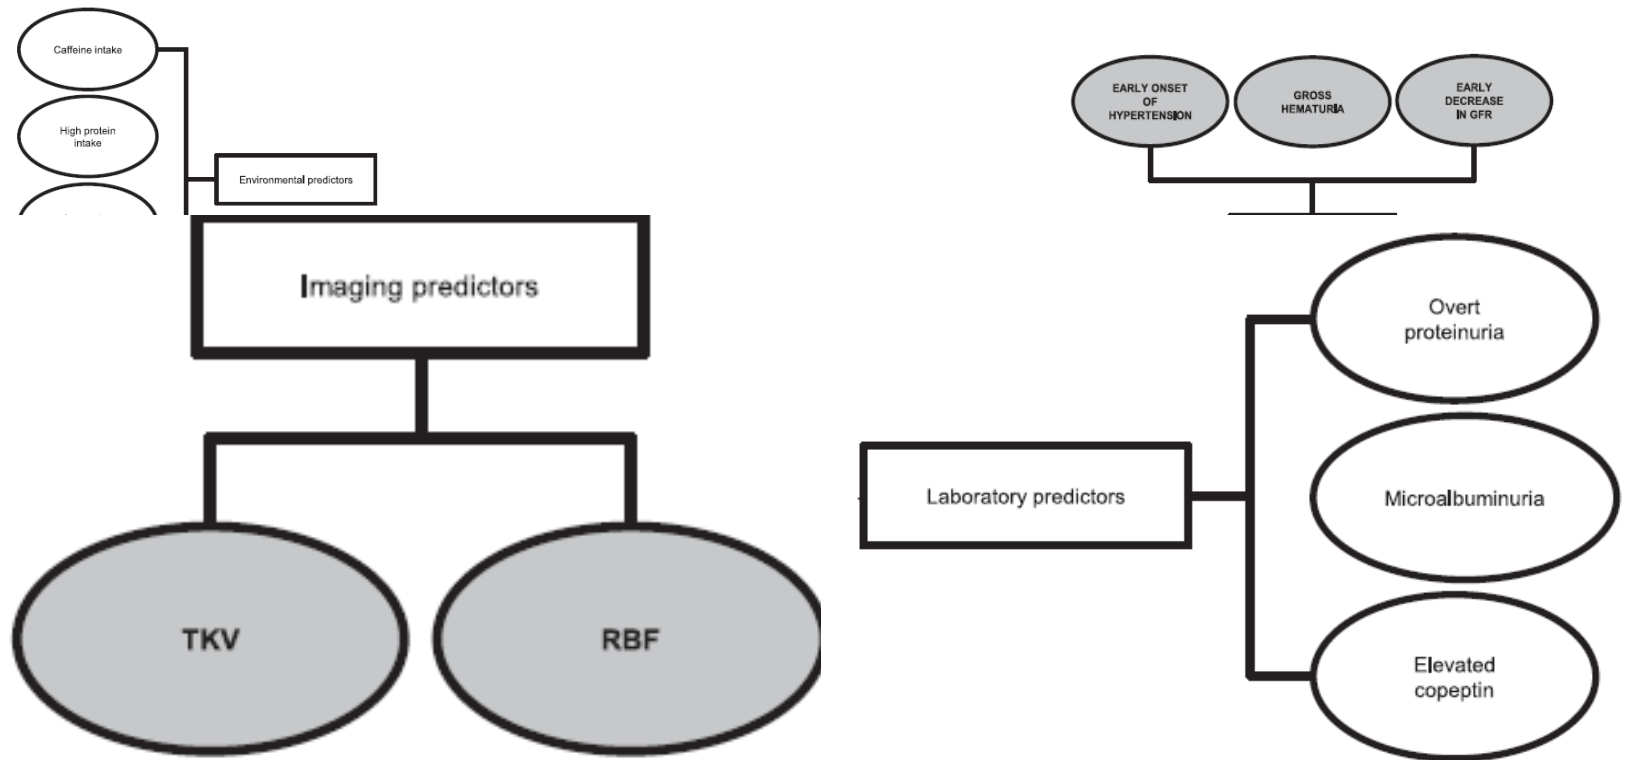 Caffeine intake
High protein
intake
Environmental predictors
EARLY ONSET
OF
HYPERTENSION
GROSS
HEMATURIA
EARLY
DECREASE
IN GFR
Imaging predictors
TKV
RBF
Laboratory predictors
Overt
proteinuria
Microalbuminuria
Elevated
copeptin